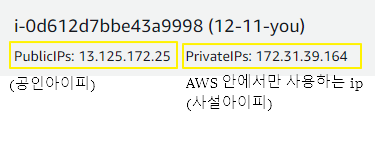 i-0d612d7bbe43a9998 (12-11-you)
PublicIPs: 13.125.172.25 PrivateIPs: 172.31.39.164
(공인아이피) AWS 안에서만 사용하는 ip
(사설아이피)